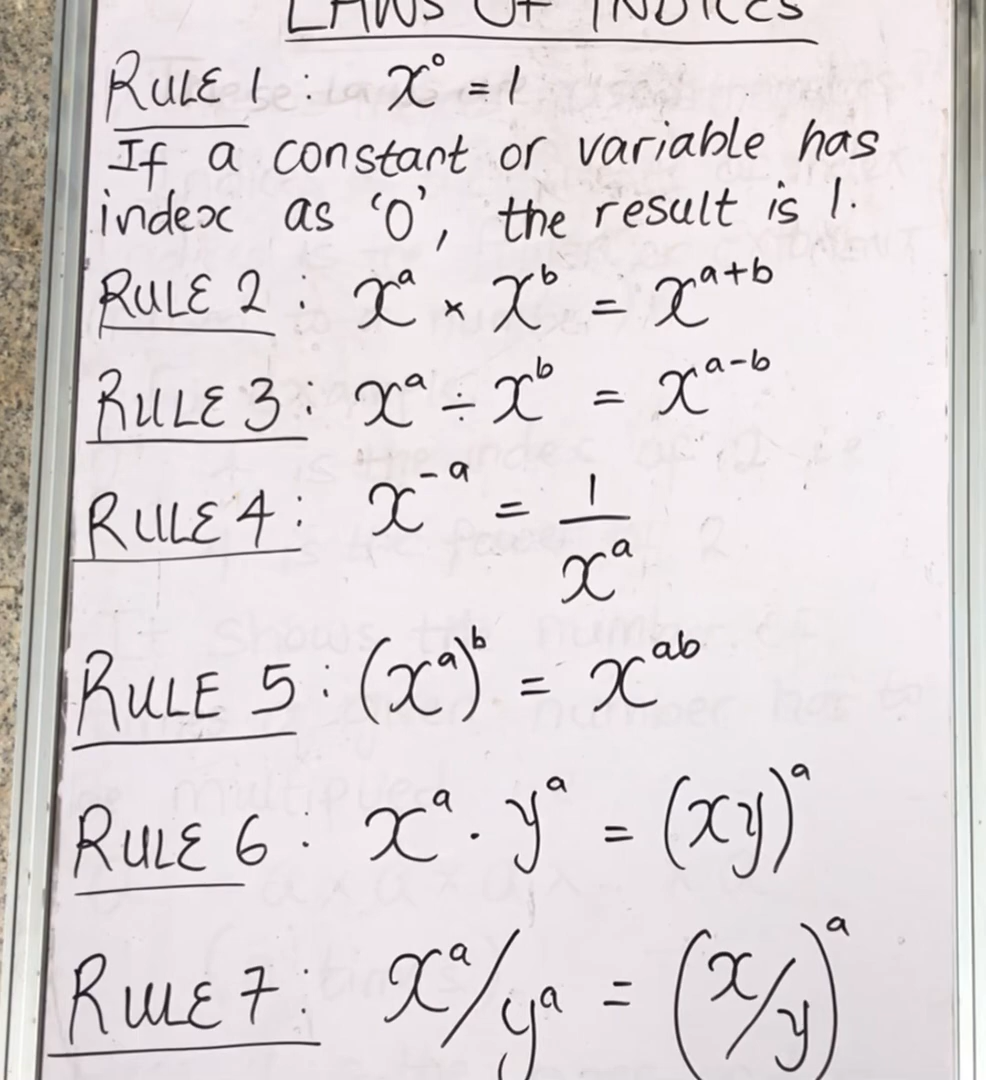 LAWS OF INDICES
RULE 1 : x⁰ = 1
If a constant or variable has
index as ‘0’, the result is 1.
RULE 2 : xᵃ × xᵇ = xᵃ⁺ᵇ
RULE 3 : xᵃ ÷ xᵇ = xᵃ⁻ᵇ
RULE 4 : x⁻ᵃ = 1/xᵃ
RULE 5 : (xᵃ)ᵇ = xᵃᵇ
RULE 6 : xᵃ · yᵃ = (xy)ᵃ
RULE 7 : xᵃ/yᵃ = (x/y)ᵃ